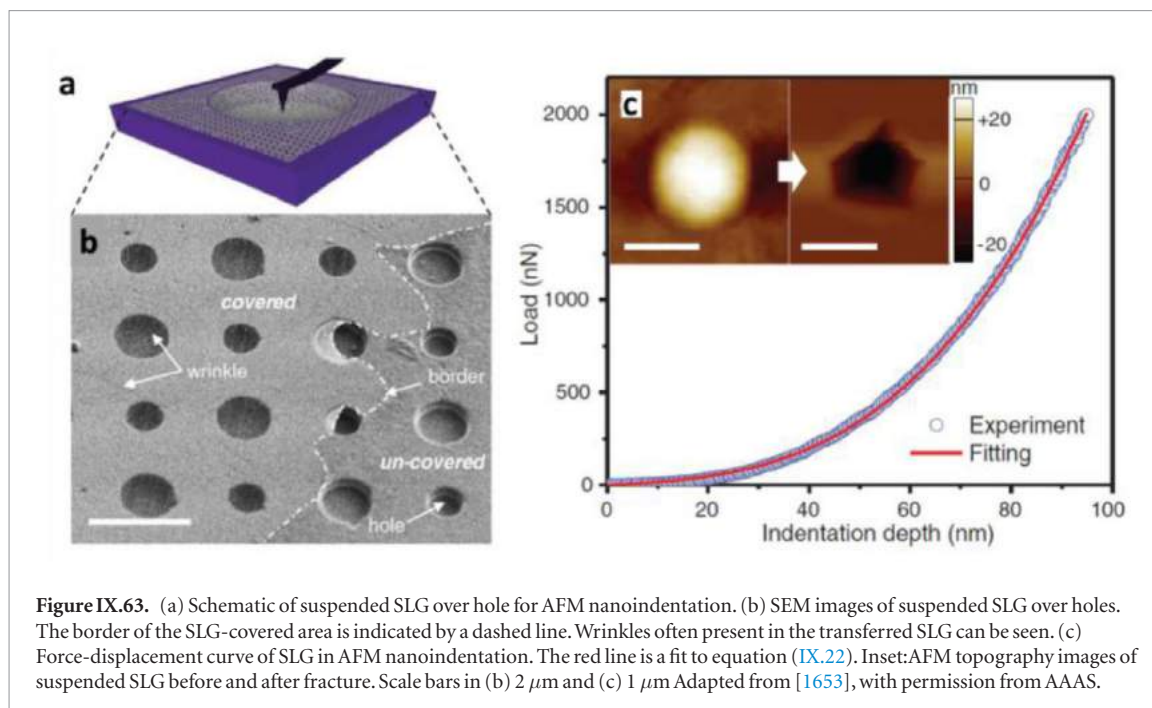 a
b
covered
wrinkle
border
un-covered
hole
c
nm
+20
0
-20
2000
1500
1000
500
0
Load (nN)
Experiment
Fitting
0 20 40 60 80 100
Indentation depth (nm)
Figure IX.63. (a) Schematic of suspended SLG over hole for AFM nanoindentation. (b) SEM images of suspended SLG over holes.
The border of the SLG-covered area is indicated by a dashed line. Wrinkles often present in the transferred SLG can be seen. (c)
Force-displacement curve of SLG in AFM nanoindentation. The red line is a fit to equation (IX.22). Inset:AFM topography images of
suspended SLG before and after fracture. Scale bars in (b) 2 μm and (c) 1 μm Adapted from [1653], with permission from AAAS.